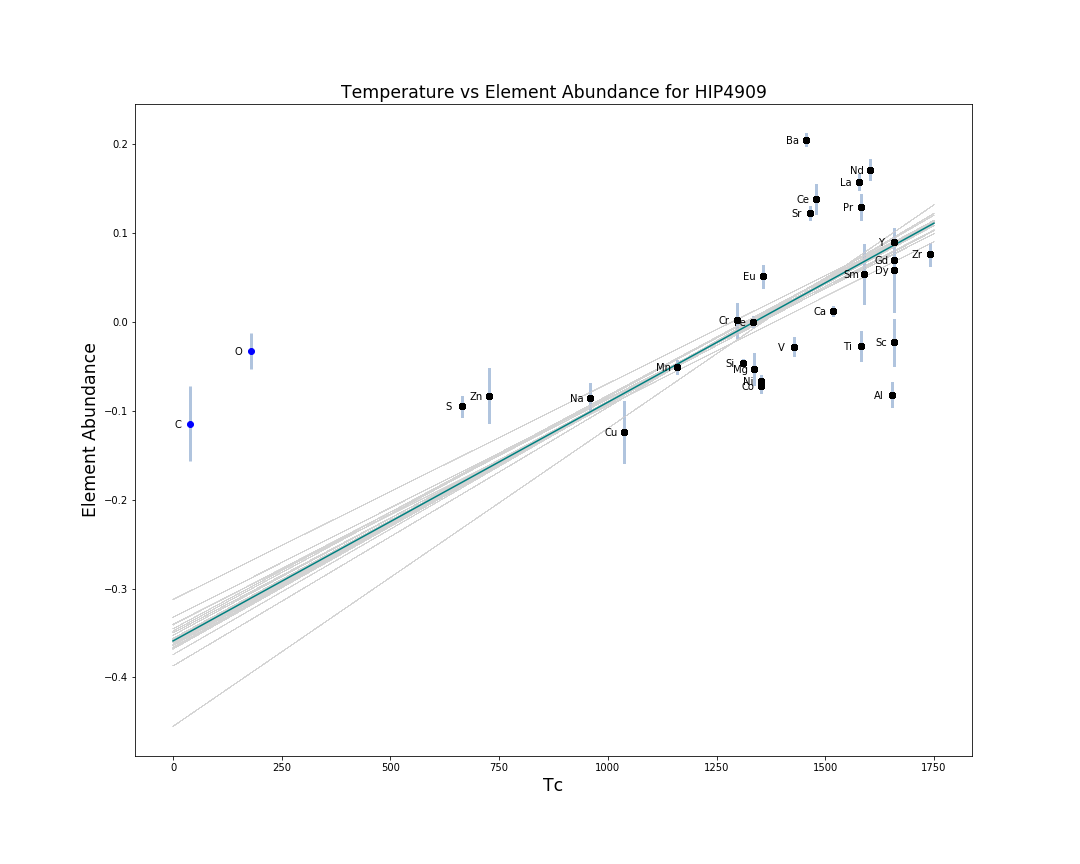 Temperature vs Element Abundance for HIP4909
0.2
0.1
0.0
−0.1
−0.2
−0.3
−0.4
Element Abundance
Ba
Nd
La
Ce
Pr
Sr
Y
Zr
Gd
Dy
Sm
Eu
Ca
Cr
Fe
O
V
Ti
Sc
Si
Mg
Mn
Ni
Co
Al
Na
Zn
S
C
Cu
0
250
500
750
1000
1250
1500
1750
Tc